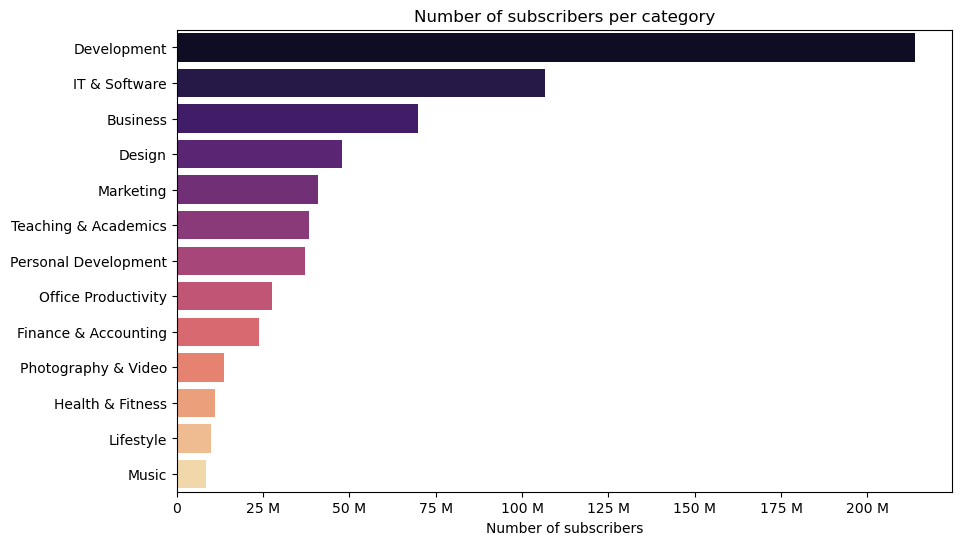 Number of subscribers per category
Development
IT & Software
Business
Design
Marketing
Teaching & Academics
Personal Development
Office Productivity
Finance & Accounting
Photography & Video
Health & Fitness
Lifestyle
Music
0 25 M 50 M 75 M 100 M 125 M 150 M 175 M 200 M
Number of subscribers